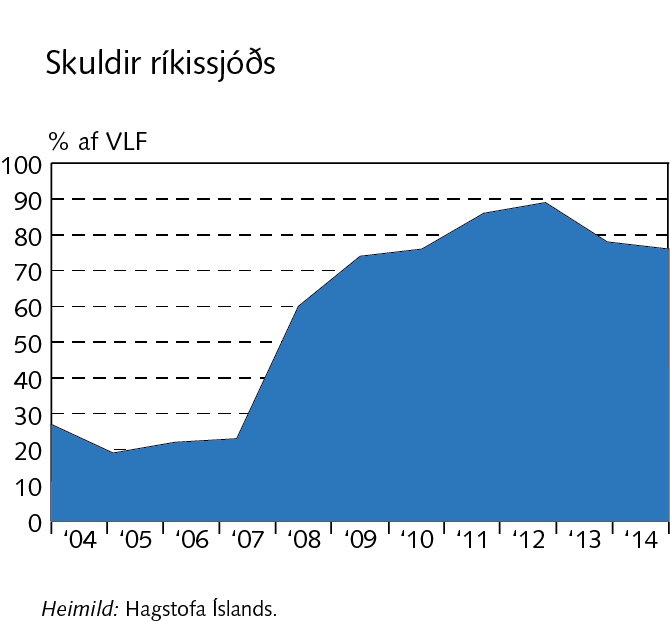 Skuldir ríkissjóðs
% af VLF
100
90
80
70
60
50
40
30
20
10
0
‘04 ‘05 ‘06 ‘07 ‘08 ‘09 ‘10 ‘11 ‘12 ‘13 ‘14
Heimild: Hagstofa Íslands.